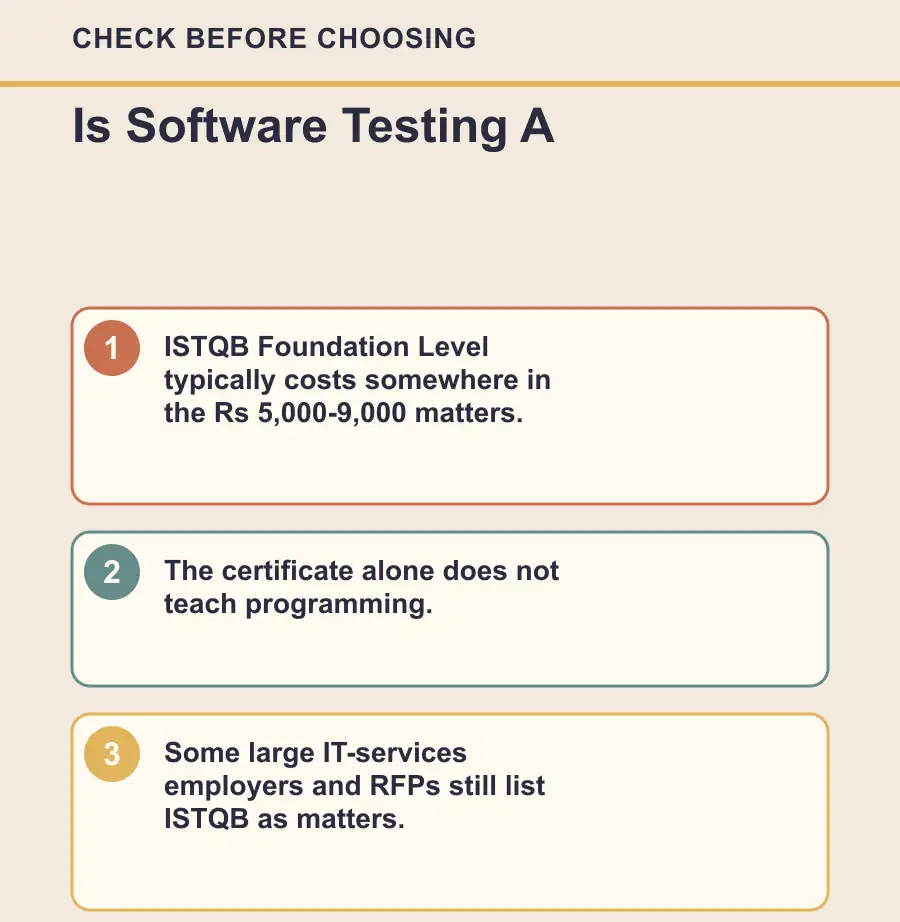 CHECK BEFORE CHOOSING
Is Software Testing A
1
ISTQB Foundation Level
typically costs somewhere in
the Rs 5,000-9,000 matters.
2
The certificate alone does not
teach programming.
3
Some large IT-services
employers and RFPs still list
ISTQB as matters.